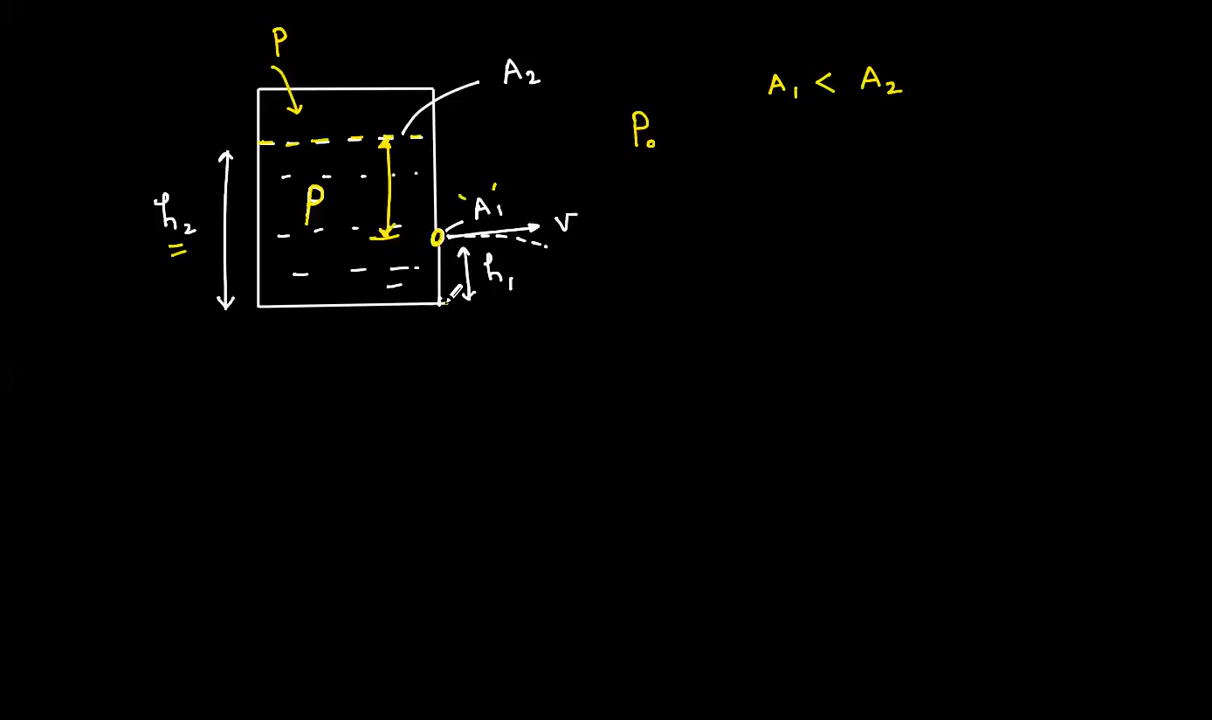 P
A₂
A₁ < A₂
P₀
h₂
P
A₁
v
h₁